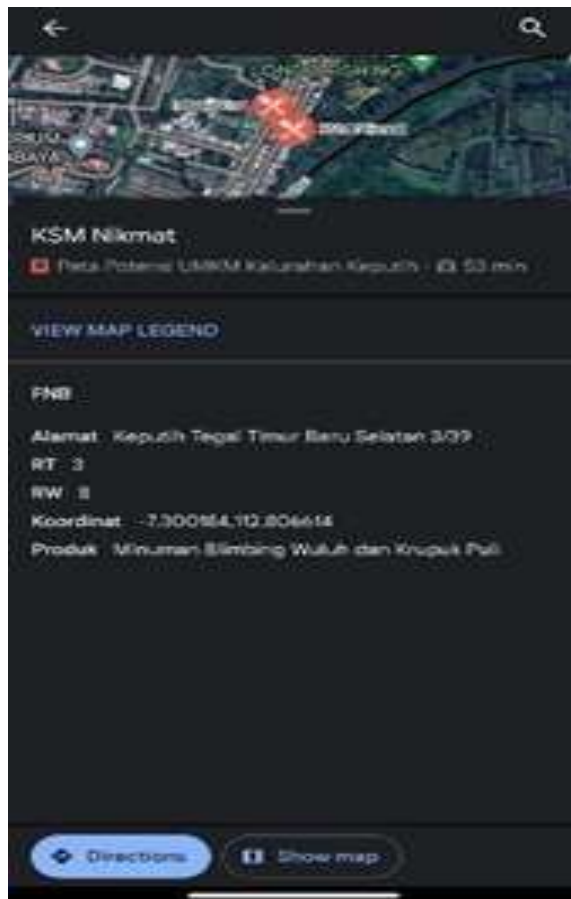 KSM Nikmat
Peta Potensi UMKM Kelurahan Keputih · 53 min
VIEW MAP LEGEND
FNB
Alamat Keputih Tegal Timur Baru Selatan 3/39
RT 3
RW 8
Koordinat -7.300184,112.806614
Produk Minuman Blimbing Wuluh dan Krupuk Puli
Directions
Show map